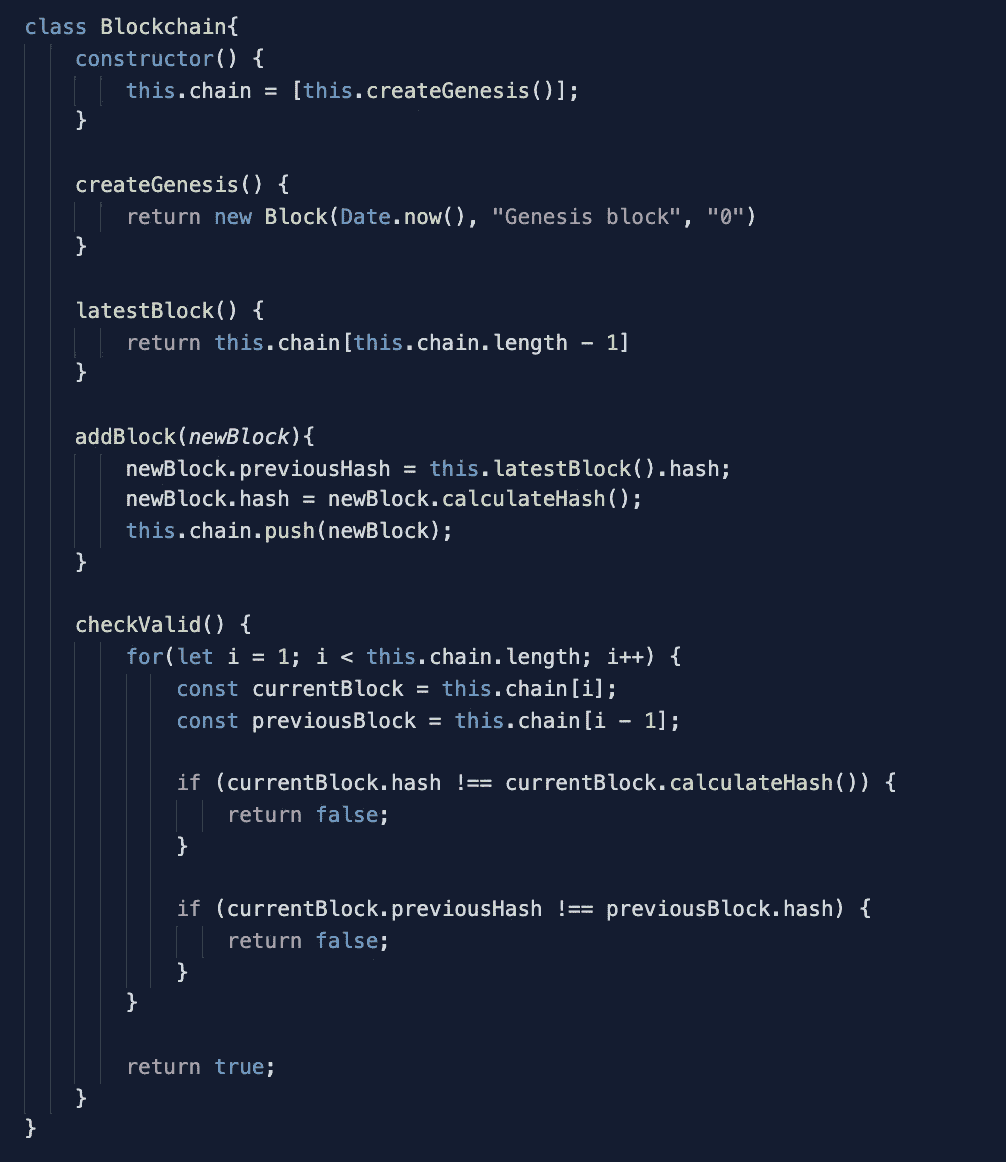 class Blockchain{
    constructor() {
        this.chain = [this.createGenesis()];
    }

    createGenesis() {
        return new Block(Date.now(), "Genesis block", "0")
    }

    latestBlock() {
        return this.chain[this.chain.length - 1]
    }

    addBlock(newBlock){
        newBlock.previousHash = this.latestBlock().hash;
        newBlock.hash = newBlock.calculateHash();
        this.chain.push(newBlock);
    }

    checkValid() {
        for(let i = 1; i < this.chain.length; i++) {
            const currentBlock = this.chain[i];
            const previousBlock = this.chain[i - 1];

            if (currentBlock.hash !== currentBlock.calculateHash()) {
                return false;
            }

            if (currentBlock.previousHash !== previousBlock.hash) {
                return false;
            }
        }

        return true;
    }
}